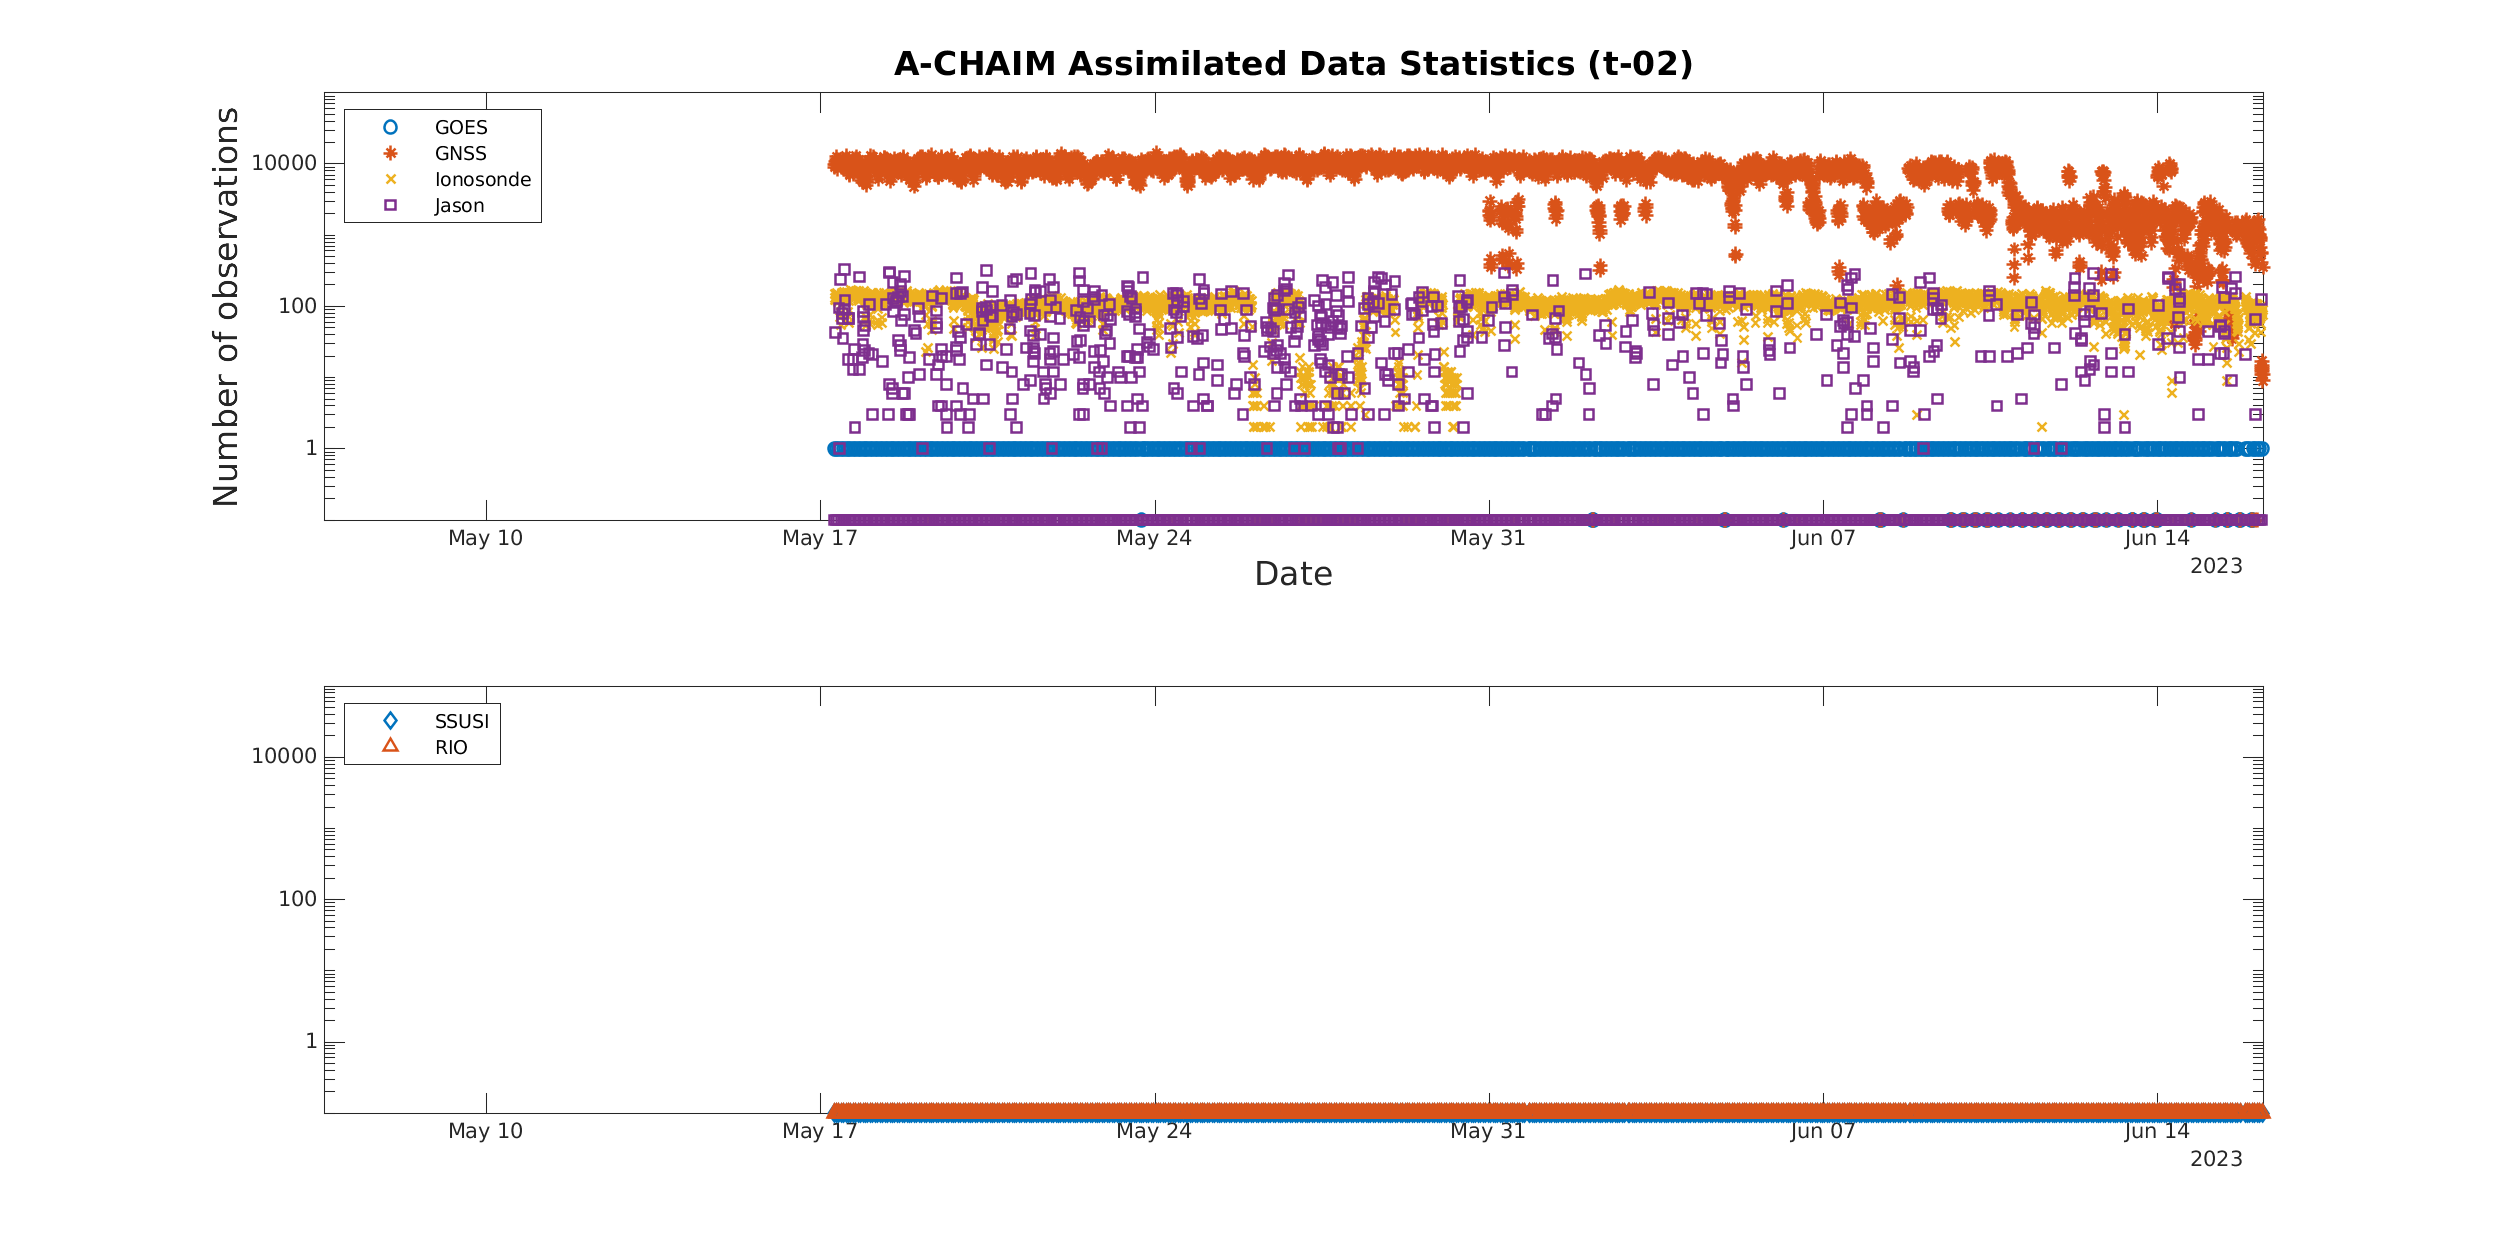 A-CHAIM Assimilated Data Statistics (t-02)
Number of observations
10000
100
1
GOES
GNSS
Ionosonde
Jason
May 10 May 17 May 24 May 31 Jun 07 Jun 14
2023
Date
10000
100
1
SSUSI
RIO
May 10 May 17 May 24 May 31 Jun 07 Jun 14
2023